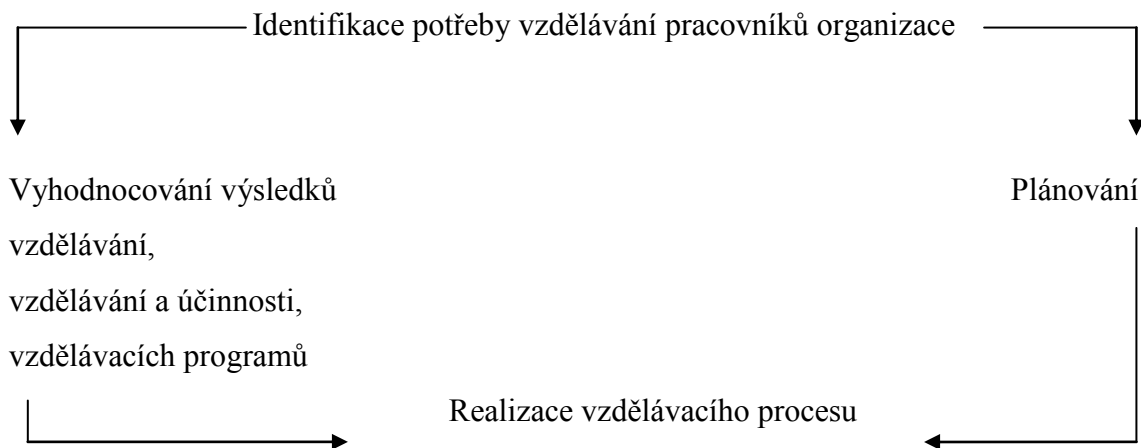 Identifikace potřeby vzdělávání pracovníků organizace
Vyhodnocování výsledků
vzdělávání,
vzdělávání a účinnosti,
vzdělávacích programů
Plánování
Realizace vzdělávacího procesu